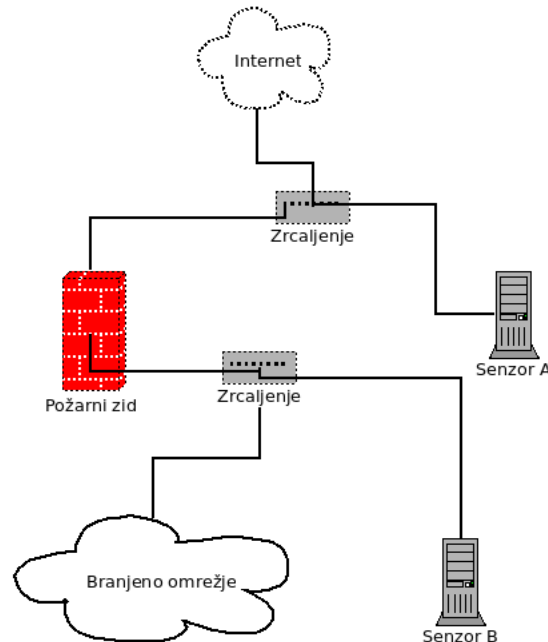 Internet
Zrcaljenje
Senzor A
Požarni zid
Zrcaljenje
Branjeno omrežje
Senzor B